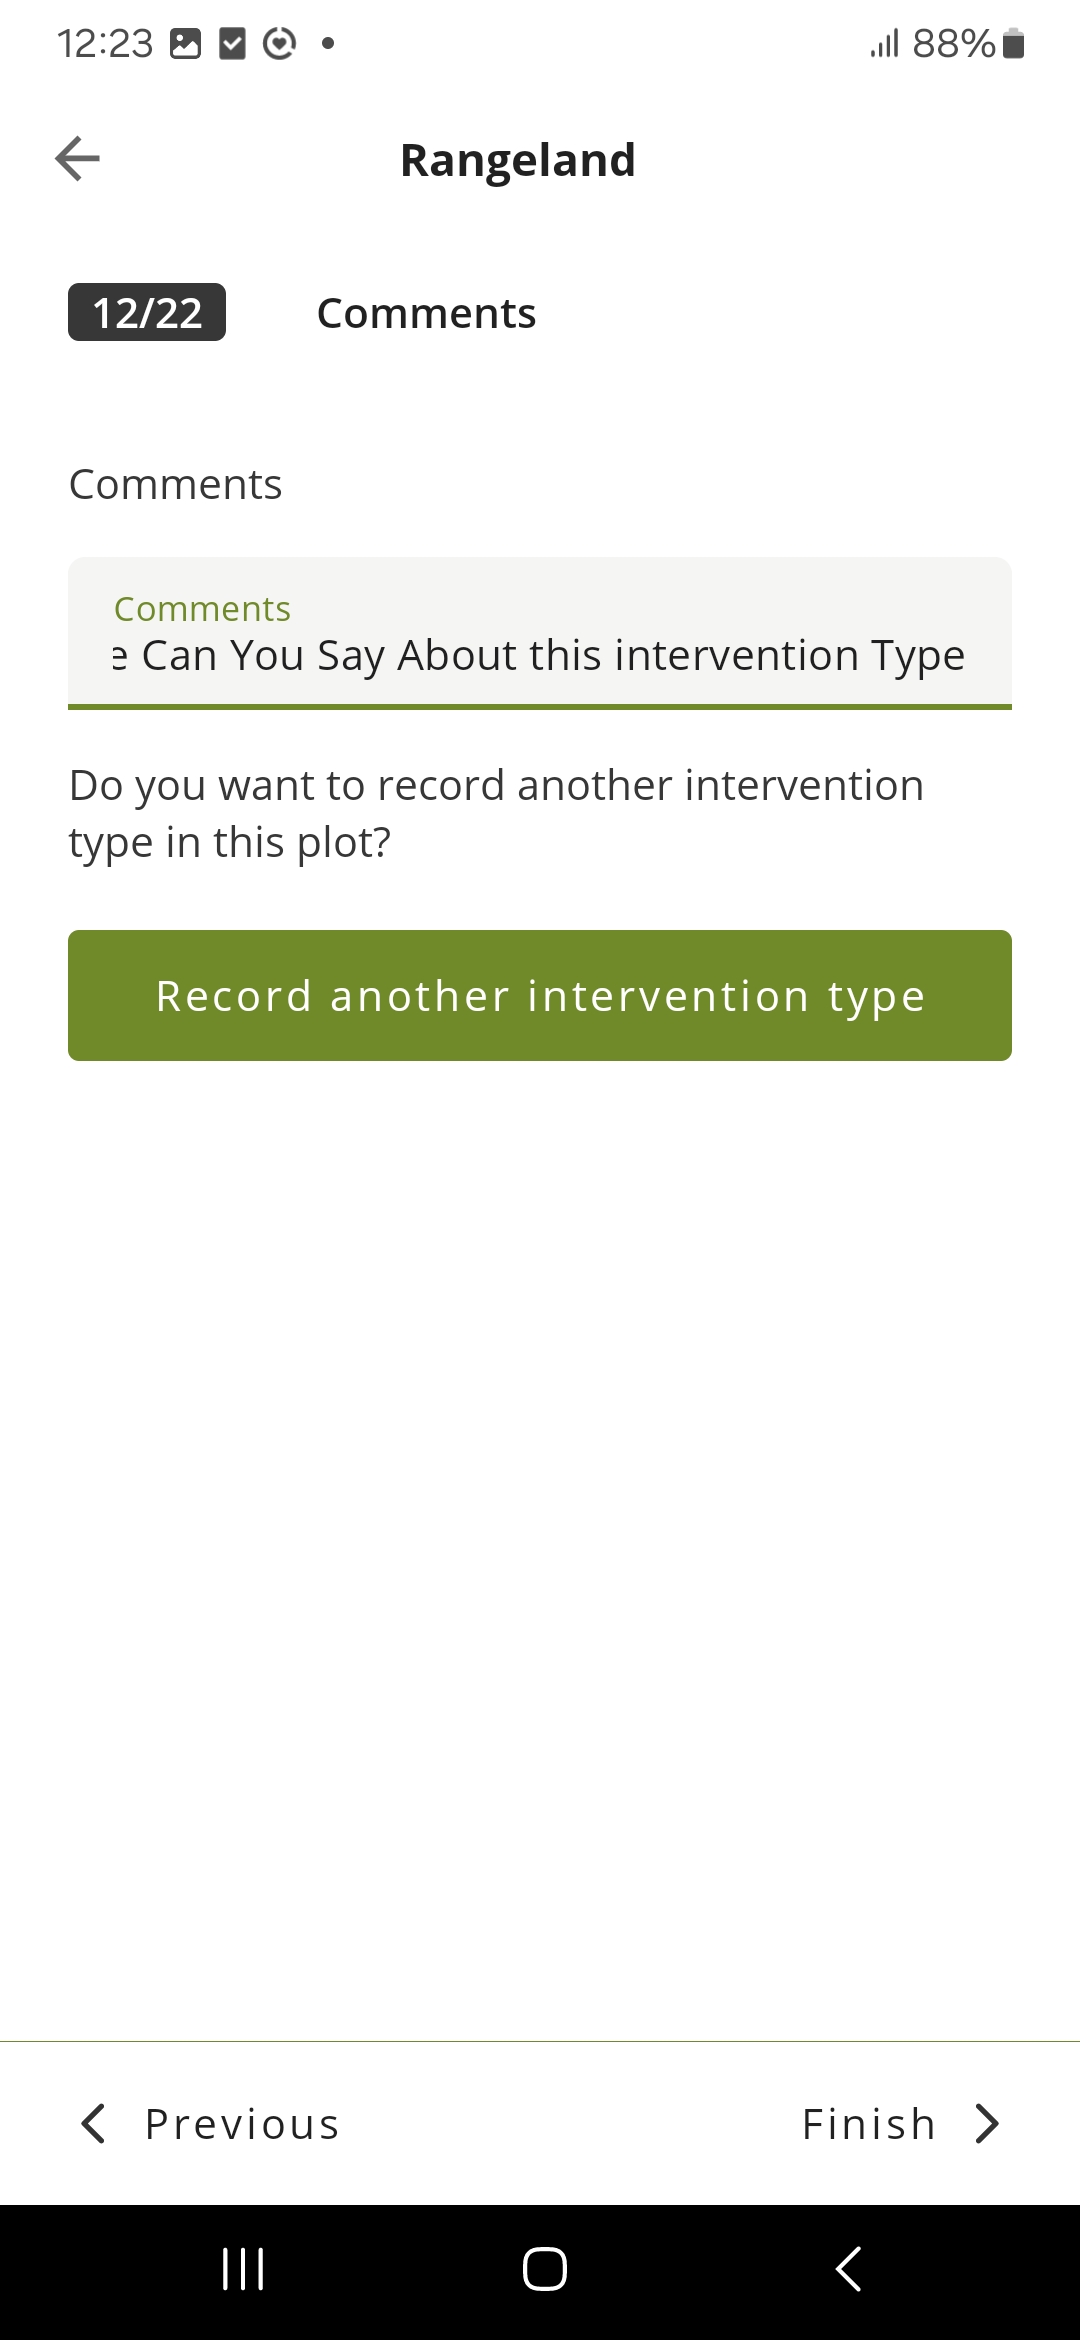 12:23
88%
Rangeland
12/22
Comments
Comments
Comments
e Can You Say About this intervention Type
Do you want to record another intervention
type in this plot?
Record another intervention type
Previous
Finish